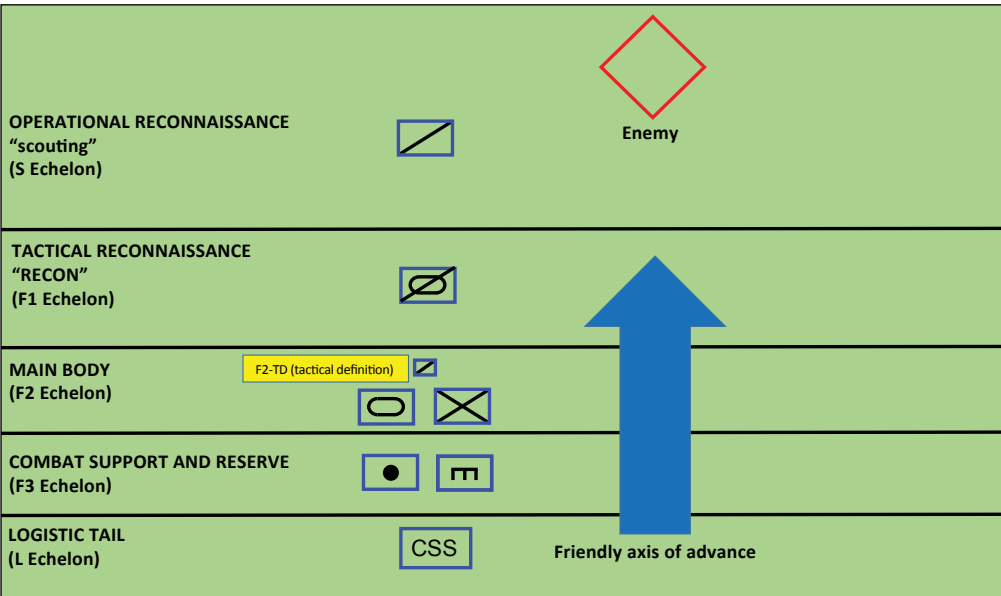 OPERATIONAL RECONNAISSANCE
“scouting”
(S Echelon)
Enemy
TACTICAL RECONNAISSANCE
“RECON”
(F1 Echelon)
MAIN BODY
(F2 Echelon)
F2-TD (tactical definition)
COMBAT SUPPORT AND RESERVE
(F3 Echelon)
LOGISTIC TAIL
(L Echelon)
CSS
Friendly axis of advance